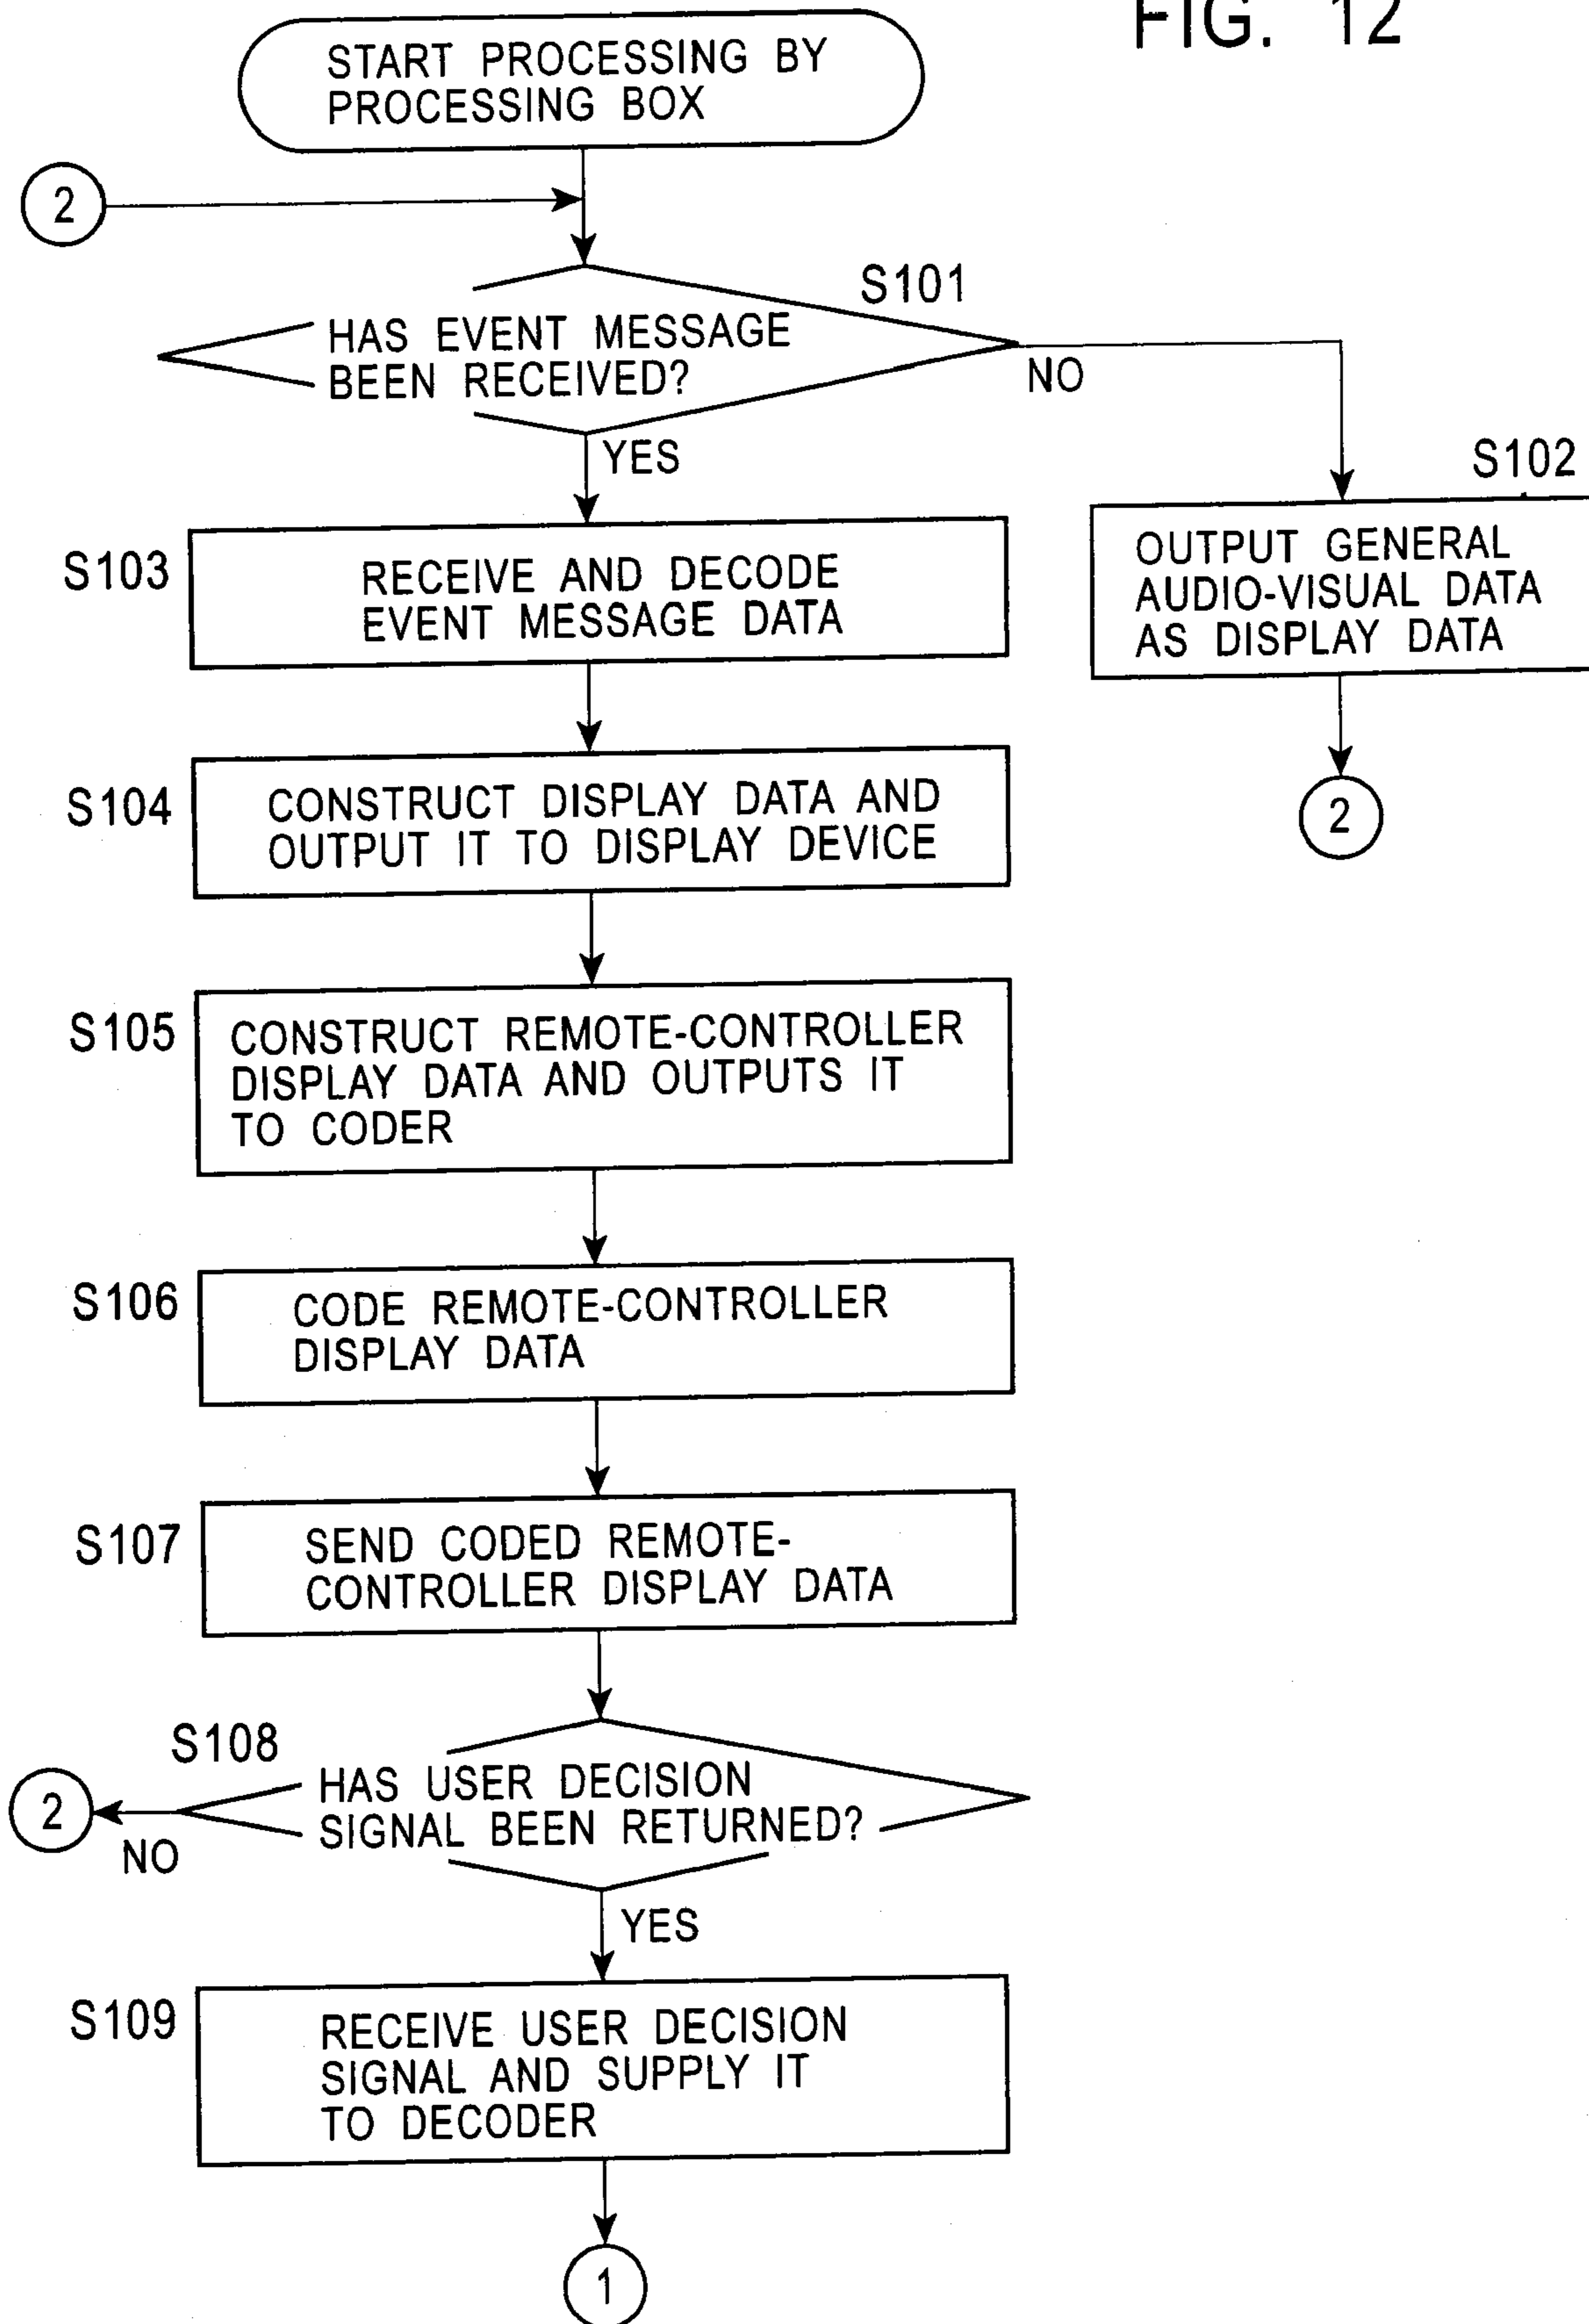 FIG. 12
START PROCESSING BY
PROCESSING BOX
2
S101
HAS EVENT MESSAGE
BEEN RECEIVED?
NO
YES
S102
OUTPUT GENERAL
AUDIO-VISUAL DATA
AS DISPLAY DATA
2
S103
RECEIVE AND DECODE
EVENT MESSAGE DATA
S104
CONSTRUCT DISPLAY DATA AND
OUTPUT IT TO DISPLAY DEVICE
S105
CONSTRUCT REMOTE-CONTROLLER
DISPLAY DATA AND OUTPUTS IT
TO CODER
S106
CODE REMOTE-CONTROLLER
DISPLAY DATA
S107
SEND CODED REMOTE-
CONTROLLER DISPLAY DATA
S108
HAS USER DECISION
SIGNAL BEEN RETURNED?
2
NO
YES
S109
RECEIVE USER DECISION
SIGNAL AND SUPPLY IT
TO DECODER
1